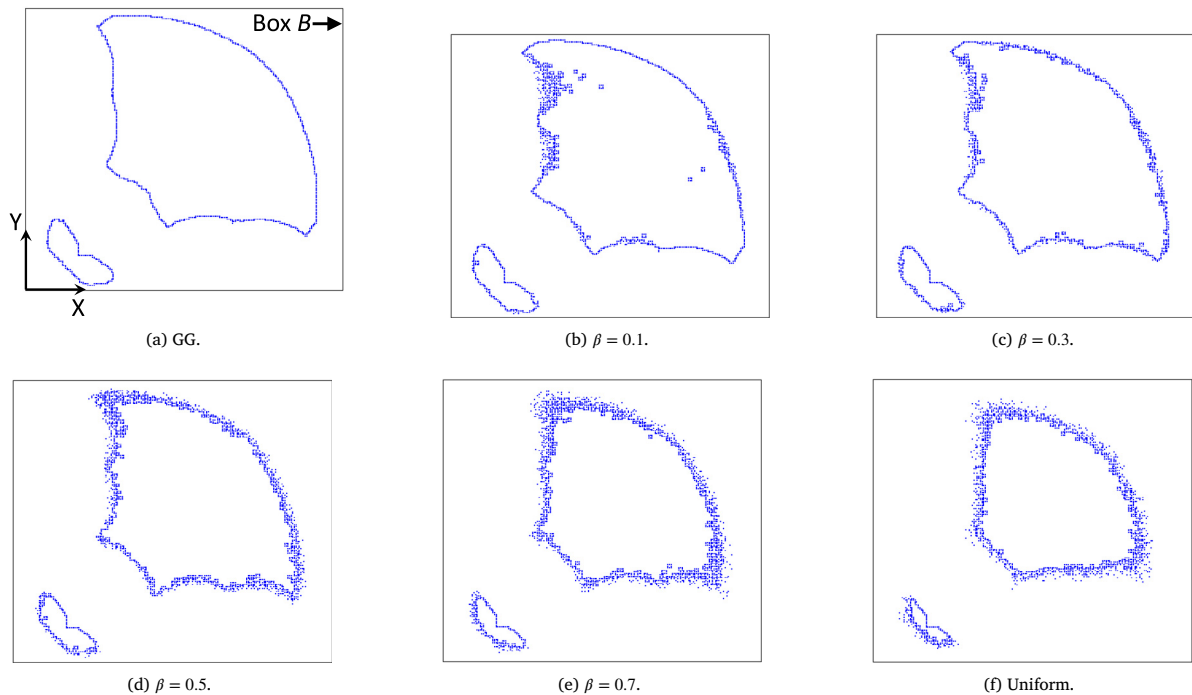 Box B
Y
X
(a) GG.
(b) β = 0.1.
(c) β = 0.3.
(d) β = 0.5.
(e) β = 0.7.
(f) Uniform.